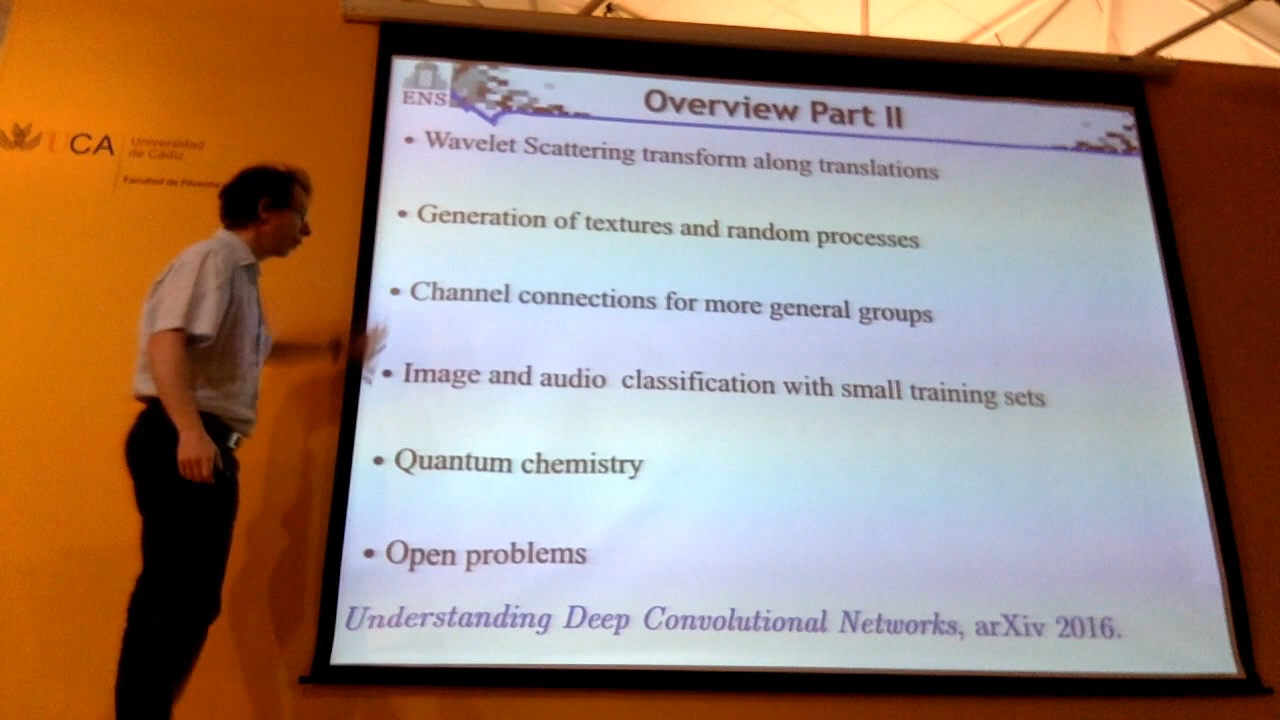 UCA
Universidad
de Cádiz
Facultad de Filosofía
ENS
Overview Part II
• Wavelet Scattering transform along translations
• Generation of textures and random processes
• Channel connections for more general groups
• Image and audio classification with small training sets
• Quantum chemistry
• Open problems
Understanding Deep Convolutional Networks, arXiv 2016.